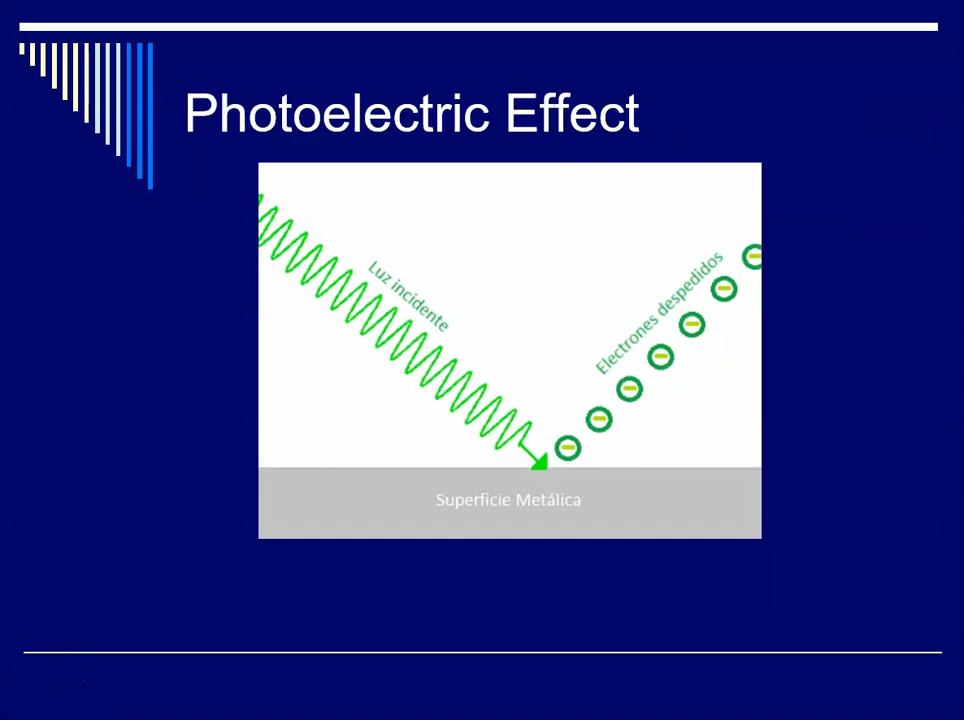 Photoelectric Effect
Luz incidente
Electrones despedidos
Superficie Metálica